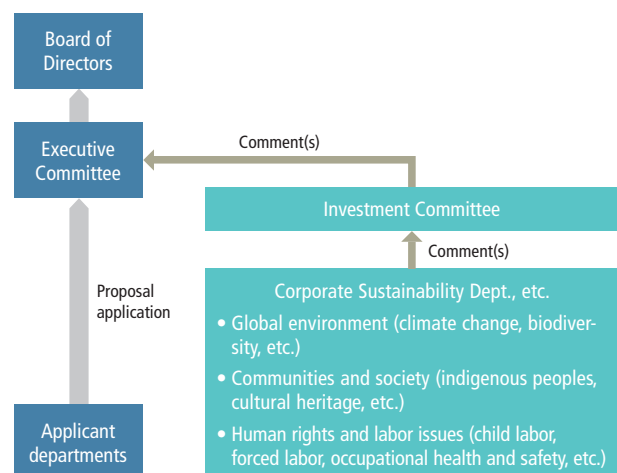 Board of
Directors
Executive
Committee
Comment(s)
Investment Committee
Comment(s)
Proposal
application
Corporate Sustainability Dept., etc.
• Global environment (climate change, biodiver-
sity, etc.)
• Communities and society (indigenous peoples,
cultural heritage, etc.)
• Human rights and labor issues (child labor,
forced labor, occupational health and safety, etc.)
Applicant
departments